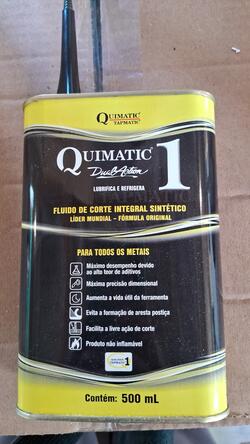 QUIMATIC
TAPMATIC
QUIMATIC 1
Dual Action
LUBRIFICA E REFRIGERA
FLUIDO DE CORTE INTEGRAL SINTÉTICO
LÍDER MUNDIAL - FÓRMULA ORIGINAL
PARA TODOS OS METAIS
Máximo desempenho devido
ao alto teor de aditivos
Máxima precisão dimensional
Aumenta a vida útil da ferramenta
Evita a formação de aresta postiça
Facilita a livre ação de corte
Produto não inflamável
Contém: 500 mL